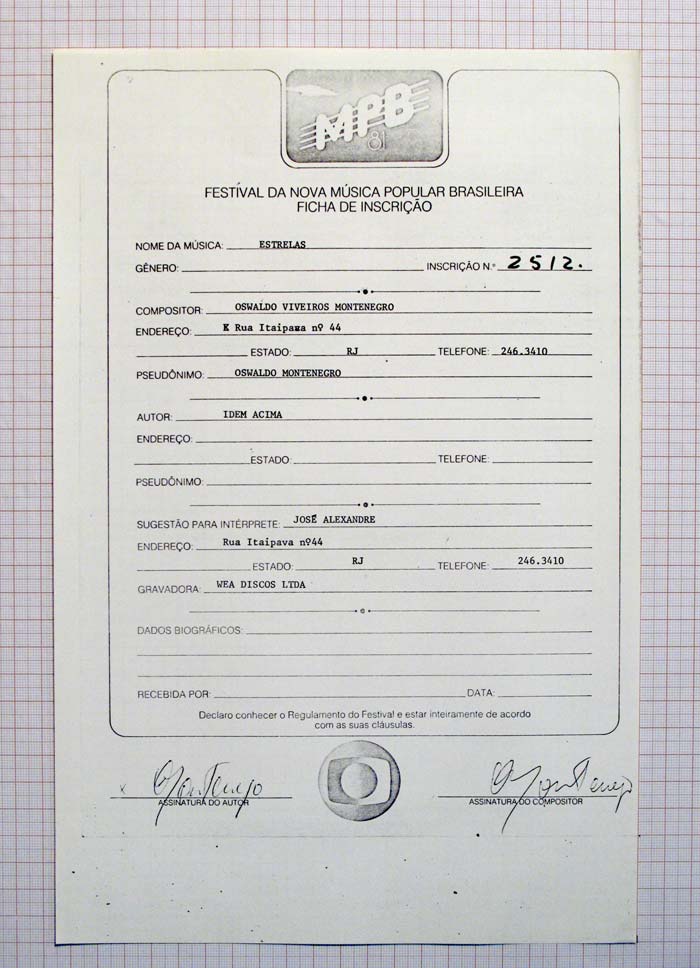 MPB
81
FESTIVAL DA NOVA MÚSICA POPULAR BRASILEIRA
FICHA DE INSCRIÇÃO
NOME DA MÚSICA: ESTRELAS
GÊNERO: INSCRIÇÃO N.º 2512.
COMPOSITOR: OSWALDO VIVEIROS MONTENEGRO
ENDEREÇO: Rua Itaipava nº 44
ESTADO: RJ TELEFONE: 246.3410
PSEUDÔNIMO: OSWALDO MONTENEGRO
AUTOR: IDEM ACIMA
ENDEREÇO:
ESTADO: TELEFONE:
PSEUDÔNIMO:
SUGESTÃO PARA INTÉRPRETE: JOSÉ ALEXANDRE
ENDEREÇO: Rua Itaipava nº44
ESTADO: RJ TELEFONE: 246.3410
GRAVADORA: WEA DISCOS LTDA
DADOS BIOGRÁFICOS:
RECEBIDA POR: DATA:
Declaro conhecer o Regulamento do Festival e estar inteiramente de acordo
com as suas cláusulas.
x
ASSINATURA DO AUTOR ASSINATURA DO COMPOSITOR